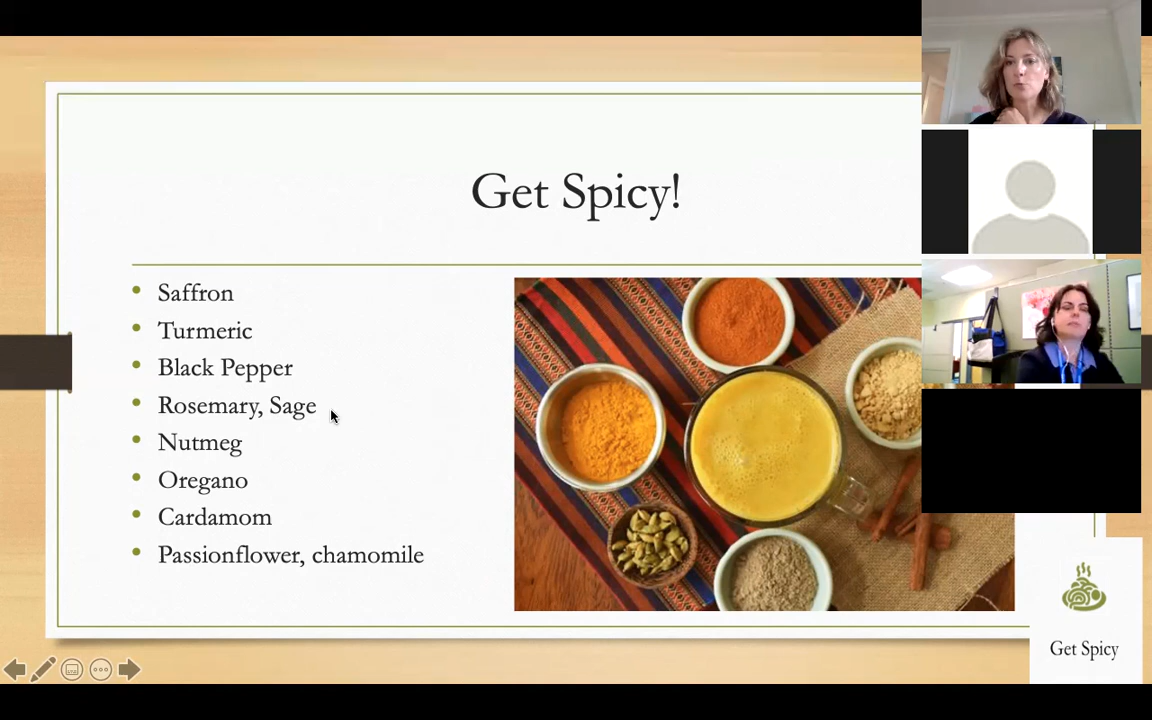 Get Spicy!
Saffron
Turmeric
Black Pepper
Rosemary, Sage
Nutmeg
Oregano
Cardamom
Passionflower, chamomile
Get Spicy